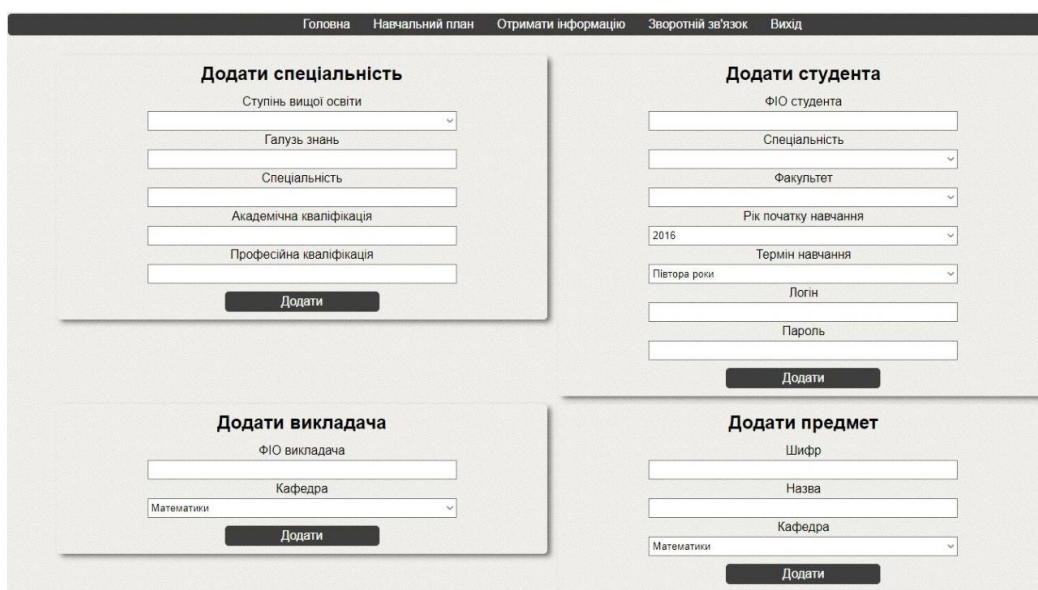 Головна Навчальний план Отримати інформацію Зворотній зв'язок Вихід
Додати спеціальність
Ступінь вищої освіти
Галузь знань
Спеціальність
Академічна кваліфікація
Професійна кваліфікація
Додати
Додати студента
ФІО студента
Спеціальність
Факультет
Рік початку навчання
2016
Термін навчання
Півтора роки
Логін
Пароль
Додати
Додати викладача
ФІО викладача
Кафедра
Математики
Додати
Додати предмет
Шифр
Назва
Кафедра
Математики
Додати